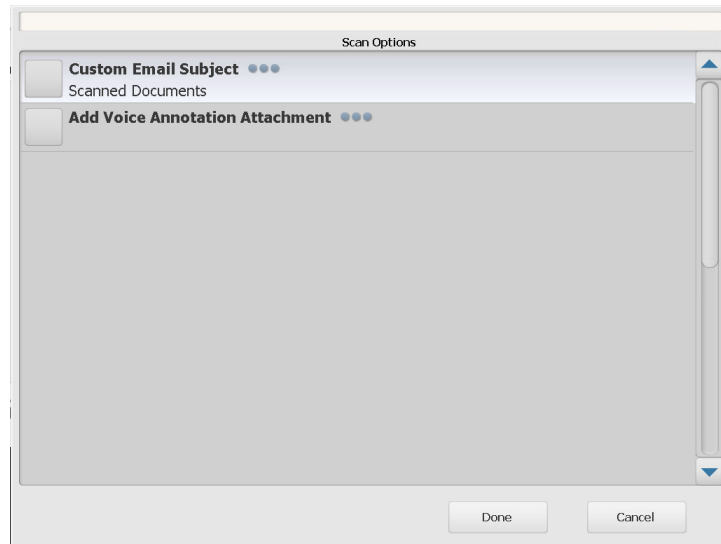 Scan Options
Custom Email Subject
Scanned Documents
Add Voice Annotation Attachment
Done
Cancel